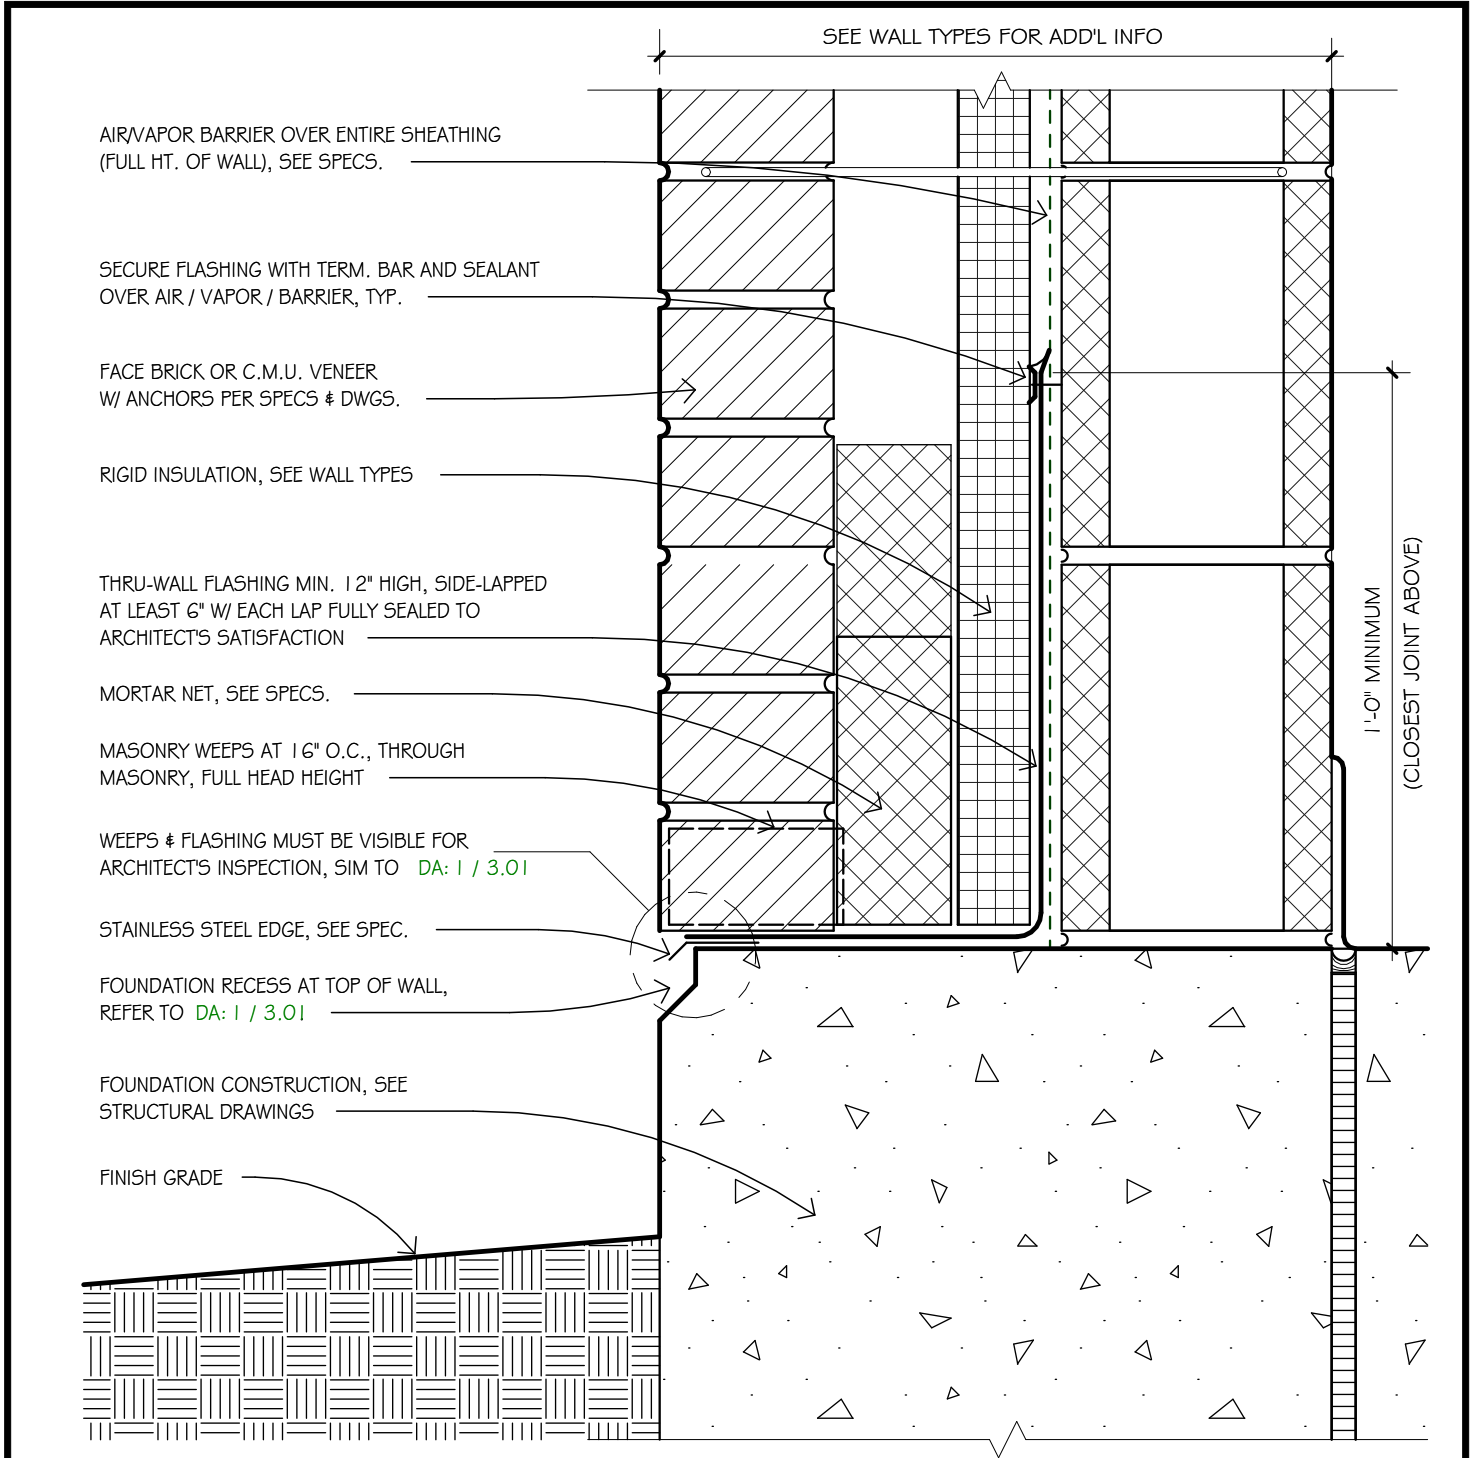 SEE WALL TYPES FOR ADD'L INFO
AIR/VAPOR BARRIER OVER ENTIRE SHEATHING
(FULL HT. OF WALL), SEE SPECS.
SECURE FLASHING WITH TERM. BAR AND SEALANT
OVER AIR / VAPOR / BARRIER, TYP.
FACE BRICK OR C.M.U. VENEER
W/ ANCHORS PER SPECS & DWGS.
RIGID INSULATION, SEE WALL TYPES
THRU-WALL FLASHING MIN. 12" HIGH, SIDE-LAPPED
AT LEAST 6" W/ EACH LAP FULLY SEALED TO
ARCHITECT'S SATISFACTION
MORTAR NET, SEE SPECS.
MASONRY WEEPS AT 16" O.C., THROUGH
MASONRY, FULL HEAD HEIGHT
WEEPS & FLASHING MUST BE VISIBLE FOR
ARCHITECT'S INSPECTION, SIM TO DA: 1 / 3.01
STAINLESS STEEL EDGE, SEE SPEC.
FOUNDATION RECESS AT TOP OF WALL,
REFER TO DA: 1 / 3.01
FOUNDATION CONSTRUCTION, SEE
STRUCTURAL DRAWINGS
FINISH GRADE
1'-0" MINIMUM
(CLOSEST JOINT ABOVE)